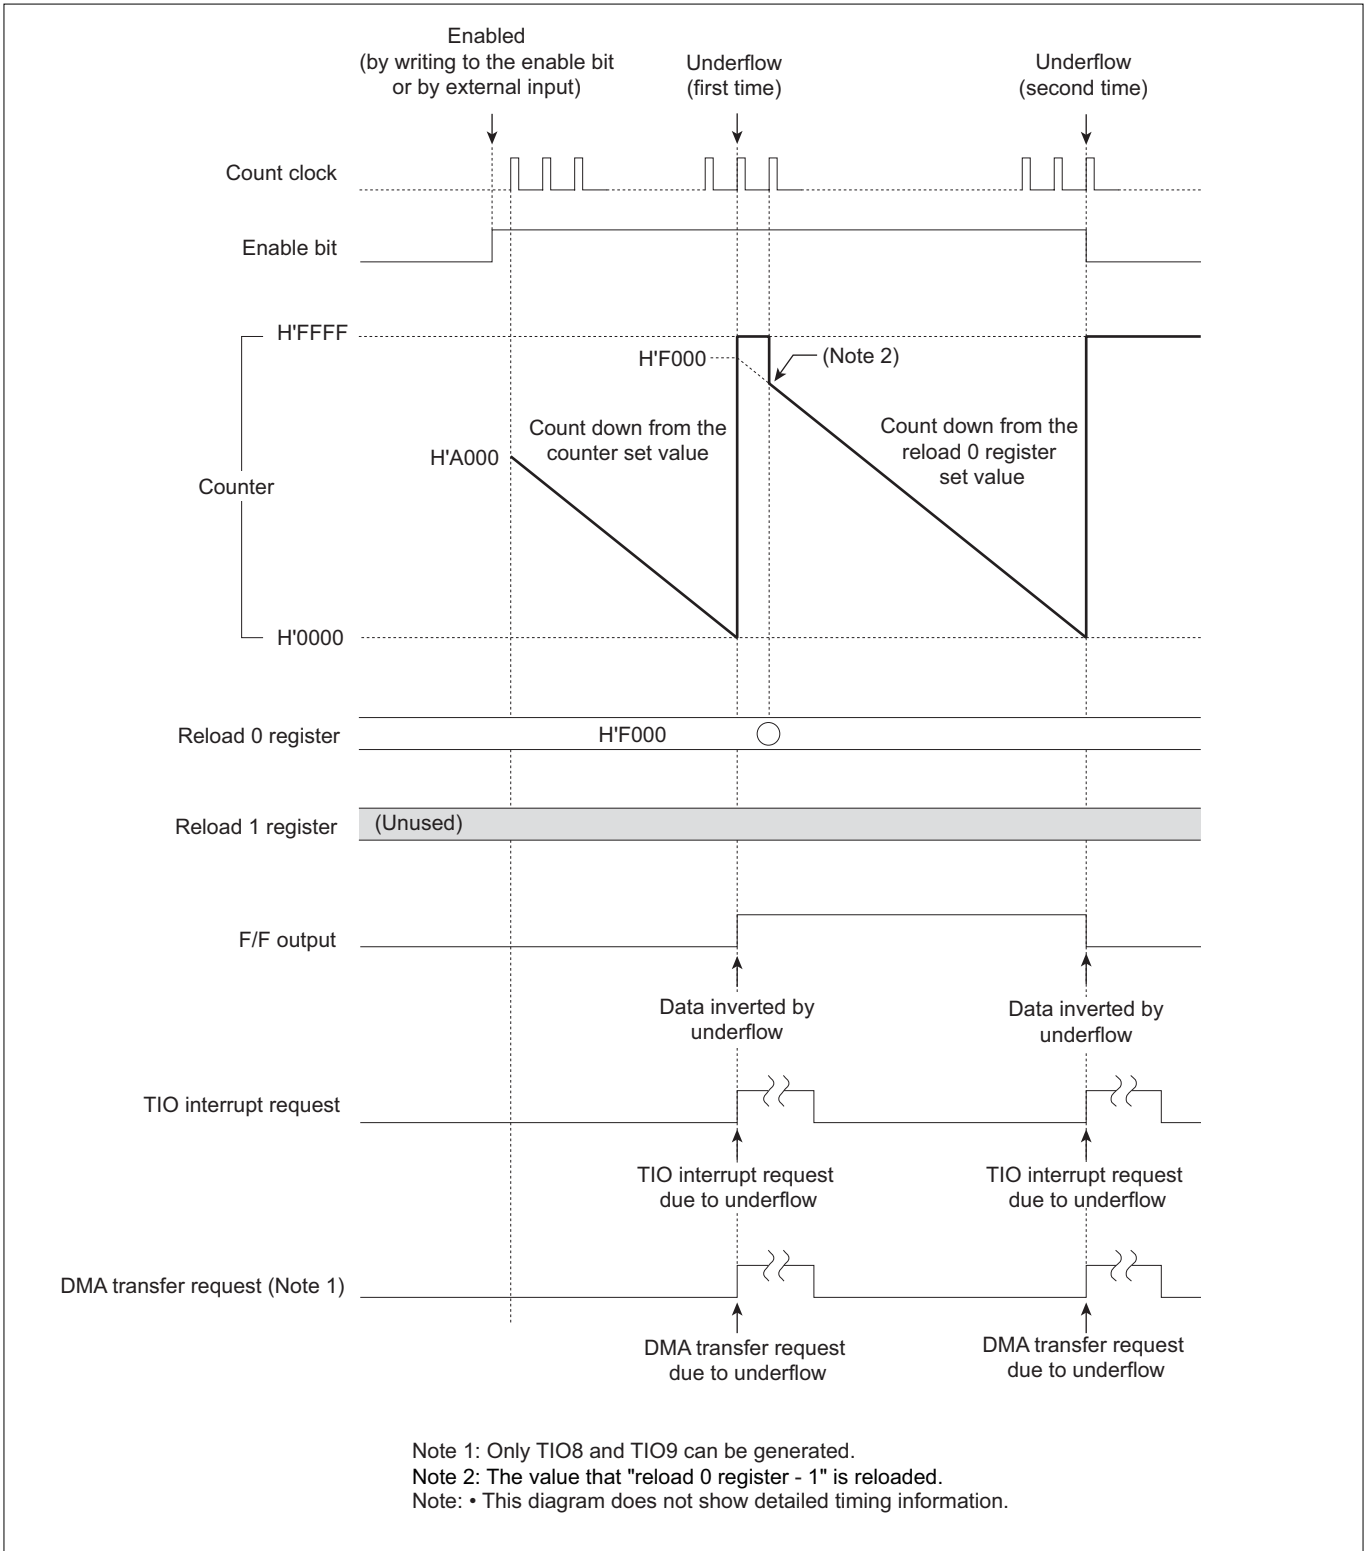 Enabled
(by writing to the enable bit
or by external input)
Underflow
(first time)
Underflow
(second time)
Count clock
Enable bit
H'FFFF
H'F000
(Note 2)
Count down from the
counter set value
Count down from the
reload 0 register
set value
H'A000
Counter
H'0000
Reload 0 register
H'F000
Reload 1 register
(Unused)
F/F output
Data inverted by
underflow
Data inverted by
underflow
TIO interrupt request
TIO interrupt request
due to underflow
TIO interrupt request
due to underflow
DMA transfer request (Note 1)
DMA transfer request
due to underflow
DMA transfer request
due to underflow
Note 1: Only TIO8 and TIO9 can be generated.
Note 2: The value that "reload 0 register - 1" is reloaded.
Note: • This diagram does not show detailed timing information.